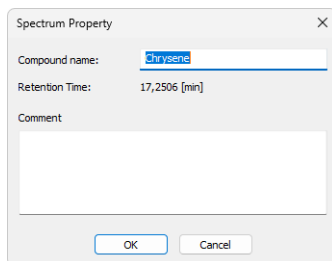 Spectrum Property
Compound name: Chrysene
Retention Time: 17,2506 [min]
Comment
OK Cancel